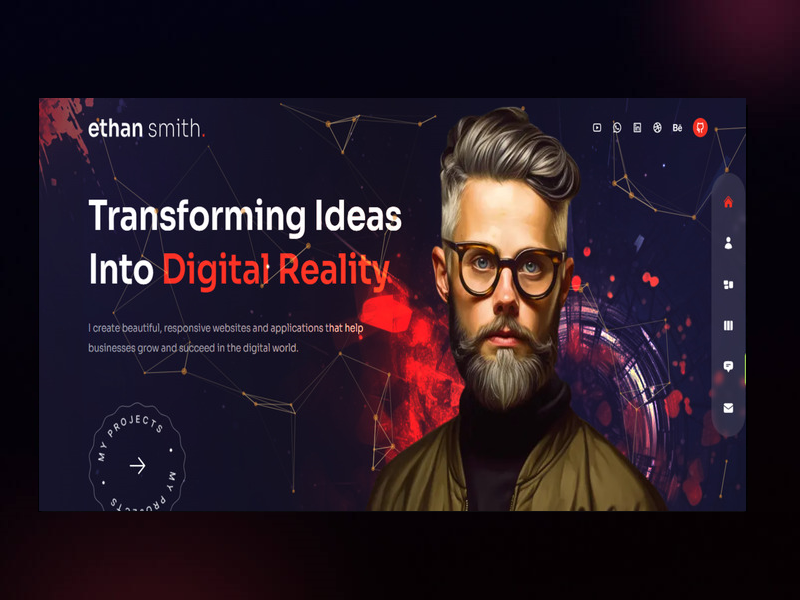 ethan smith.
Bē
Transforming Ideas
Into Digital Reality
I create beautiful, responsive websites and applications that help
businesses grow and succeed in the digital world.
MY PROJECTS • MY PROJECTS •